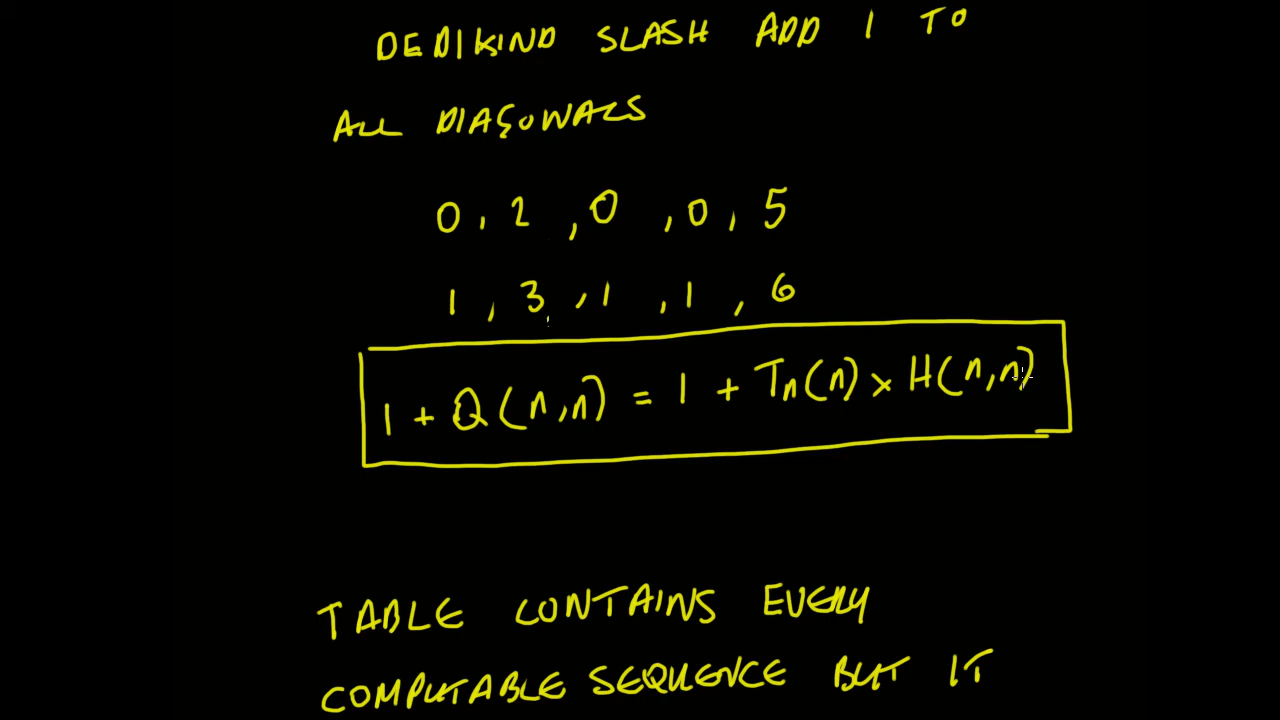 DEDIKIND SLASH ADD 1 TO
ALL DIAGONALS
0, 2, 0, 0, 5
1, 3, 1, 1, 6
1 + Q(n,n) = 1 + Tn(n) × H(n,n)
TABLE CONTAINS EVERY
COMPUTABLE SEQUENCE BUT IT